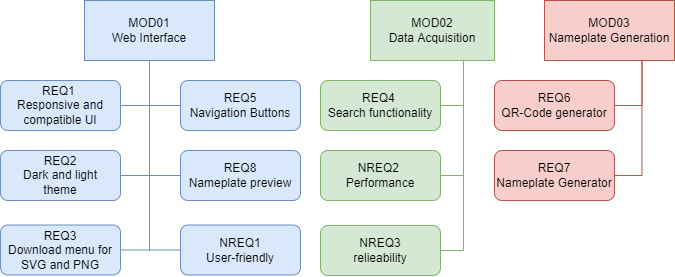 MOD01
Web Interface
MOD02
Data Acquisition
MOD03
Nameplate Generation
REQ1
Responsive and
compatible UI
REQ5
Navigation Buttons
REQ4
Search functionality
REQ6
QR-Code generator
REQ2
Dark and light
theme
REQ8
Nameplate preview
NREQ2
Performance
REQ7
Nameplate Generator
REQ3
Download menu for
SVG and PNG
NREQ1
User-friendly
NREQ3
relieability